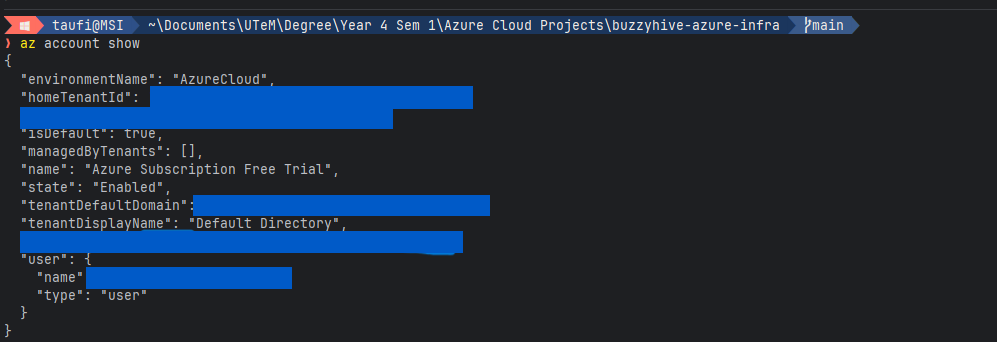 taufi@MSI ~\Documents\UTeM\Degree\Year 4 Sem 1\Azure Cloud Projects\buzzyhive-azure-infra main
❯ az account show
{
"environmentName": "AzureCloud",
"homeTenantId":
"isDefault": true,
"managedByTenants": [],
"name": "Azure Subscription Free Trial",
"state": "Enabled",
"tenantDefaultDomain":
"tenantDisplayName": "Default Directory",
"user": {
"name"
"type": "user"
}
}